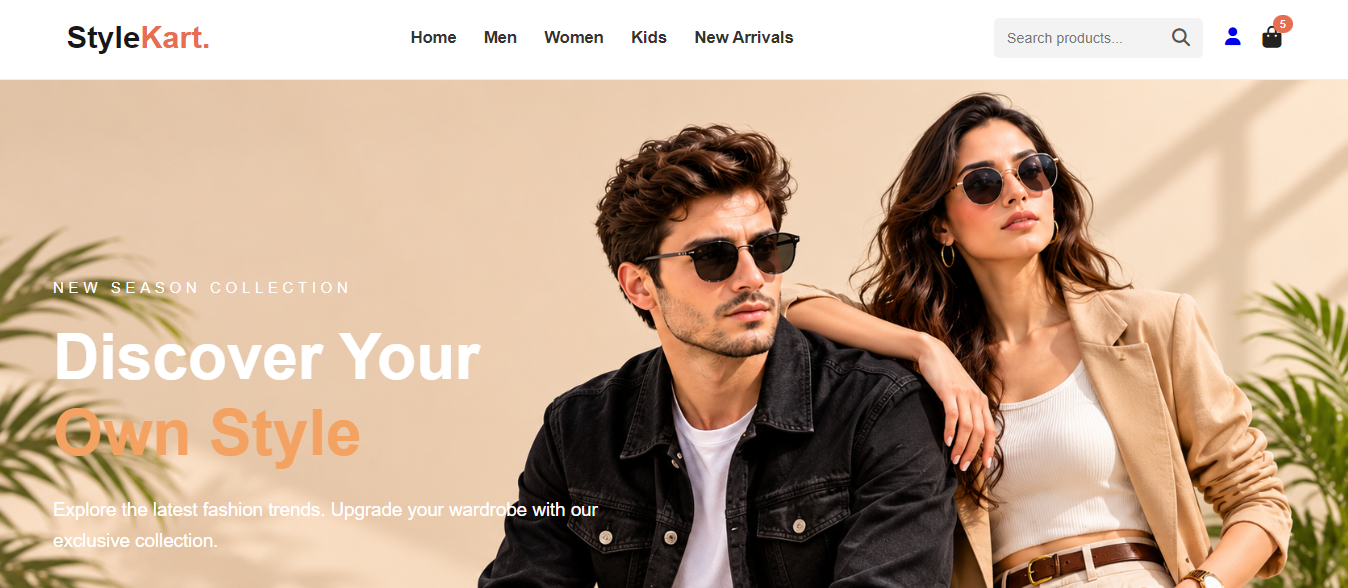 StyleKart.
Home Men Women Kids New Arrivals
Search products...
5
NEW SEASON COLLECTION
Discover Your
Own Style
Explore the latest fashion trends. Upgrade your wardrobe with our
exclusive collection.